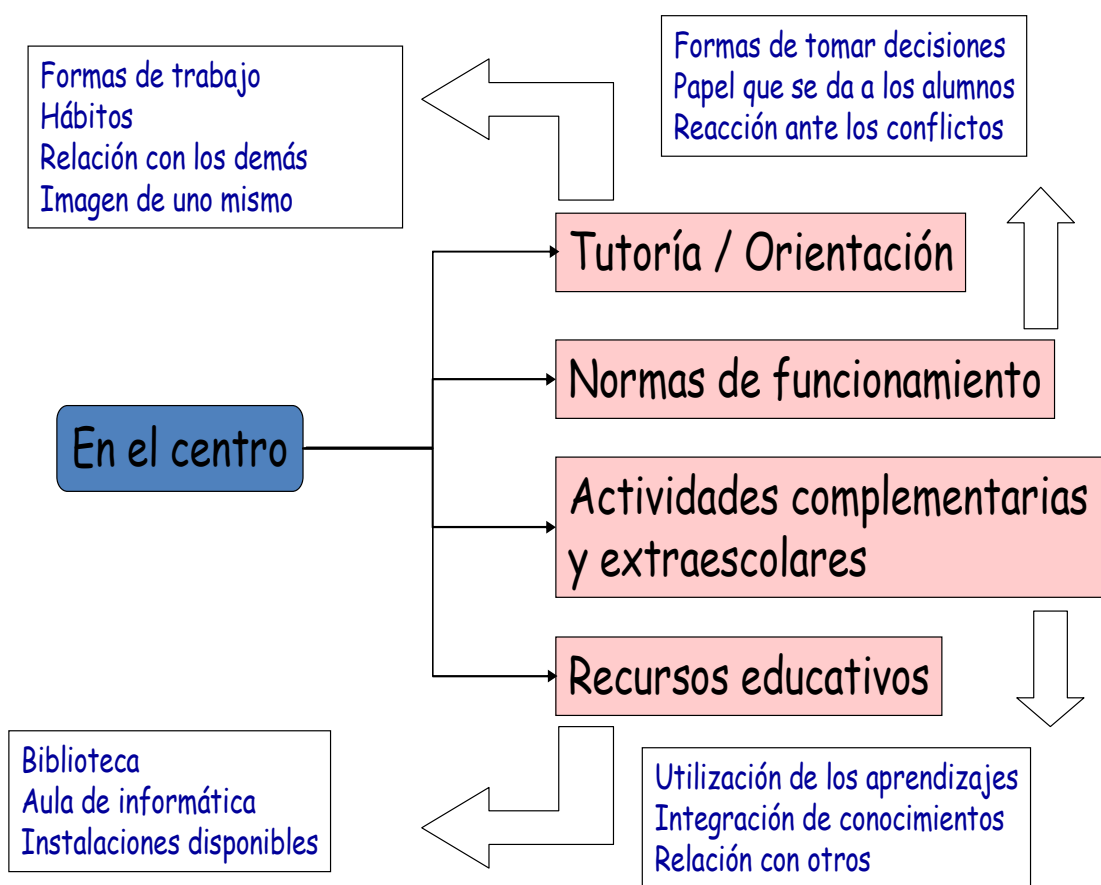 Formas de trabajo
Hábitos
Relación con los demás
Imagen de uno mismo
Formas de tomar decisiones
Papel que se da a los alumnos
Reacción ante los conflictos
Tutoría / Orientación
Normas de funcionamiento
En el centro
Actividades complementarias
y extraescolares
Recursos educativos
Biblioteca
Aula de informática
Instalaciones disponibles
Utilización de los aprendizajes
Integración de conocimientos
Relación con otros